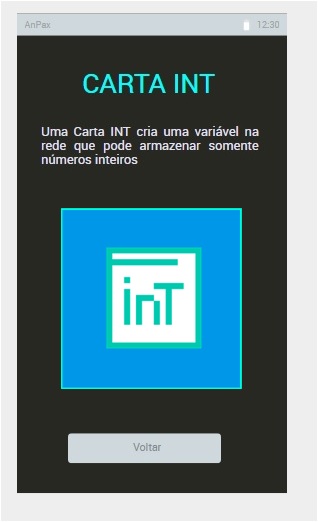 AnPax 12:30
CARTA INT
Uma Carta INT cria uma variável na
rede que pode armazenar somente
números inteiros
inT
Voltar